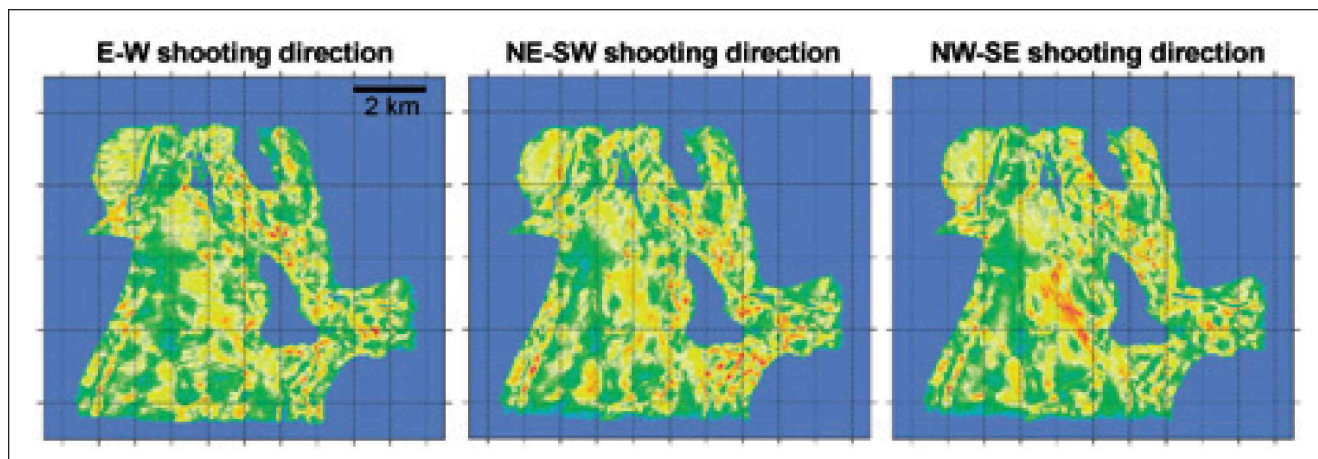 E-W shooting direction
NE-SW shooting direction
NW-SE shooting direction
2 km